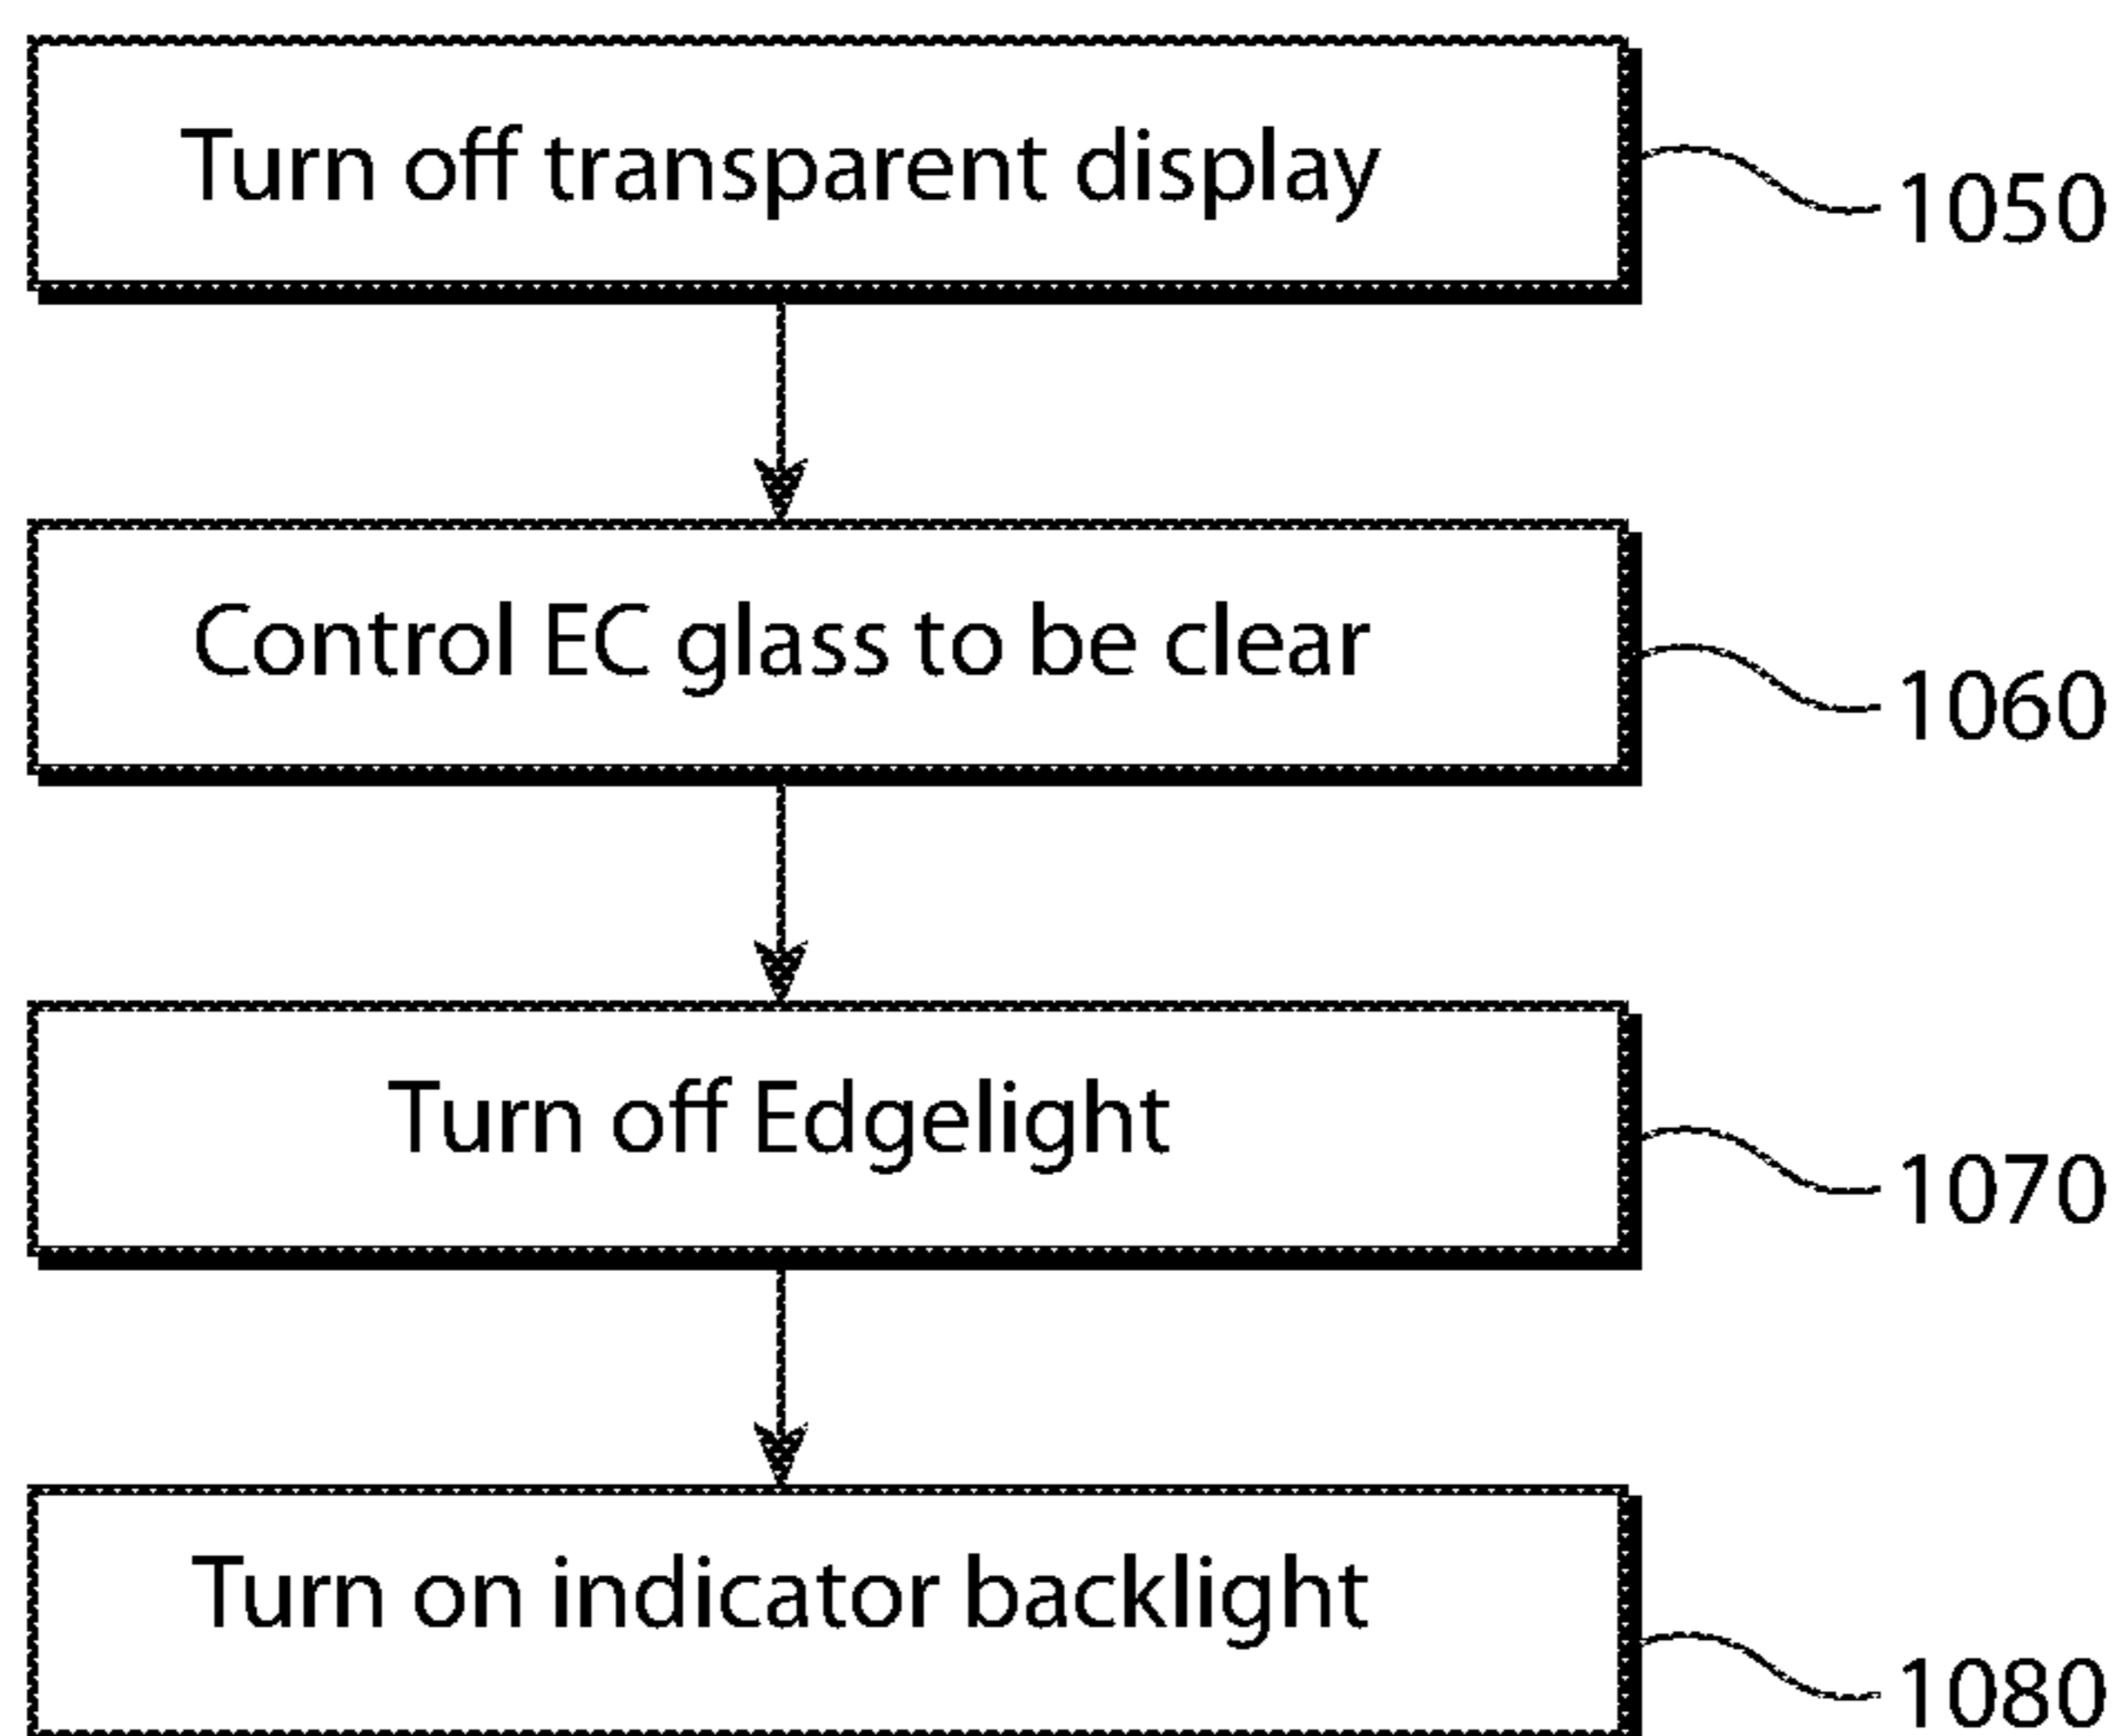 Turn off transparent display
1050
Control EC glass to be clear
1060
Turn off Edgelight
1070
Turn on indicator backlight
1080